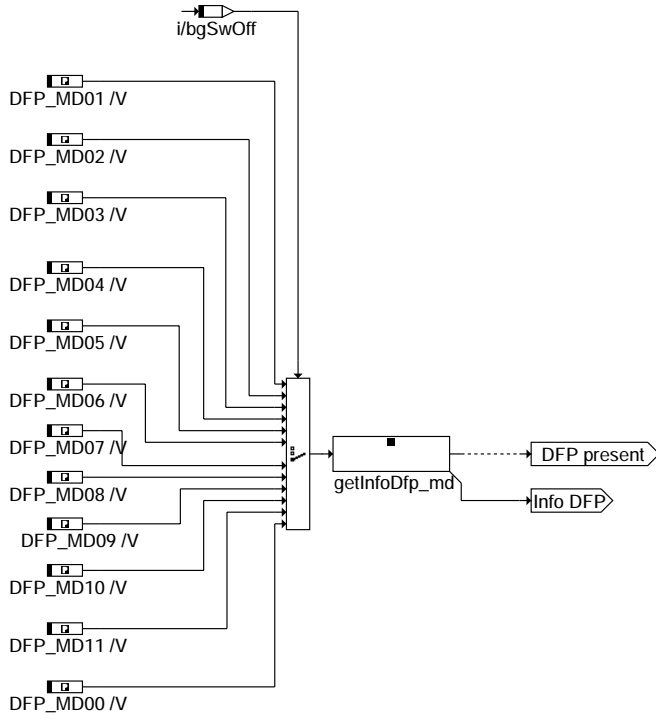 i/bgSwOff
DFP_MD01 /V
DFP_MD02 /V
DFP_MD03 /V
DFP_MD04 /V
DFP_MD05 /V
DFP_MD06 /V
DFP_MD07 /V
DFP present
DFP_MD08 /V
getInfoDfp_md
Info DFP
DFP_MD09 /V
DFP_MD10 /V
DFP_MD11 /V
DFP_MD00 /V